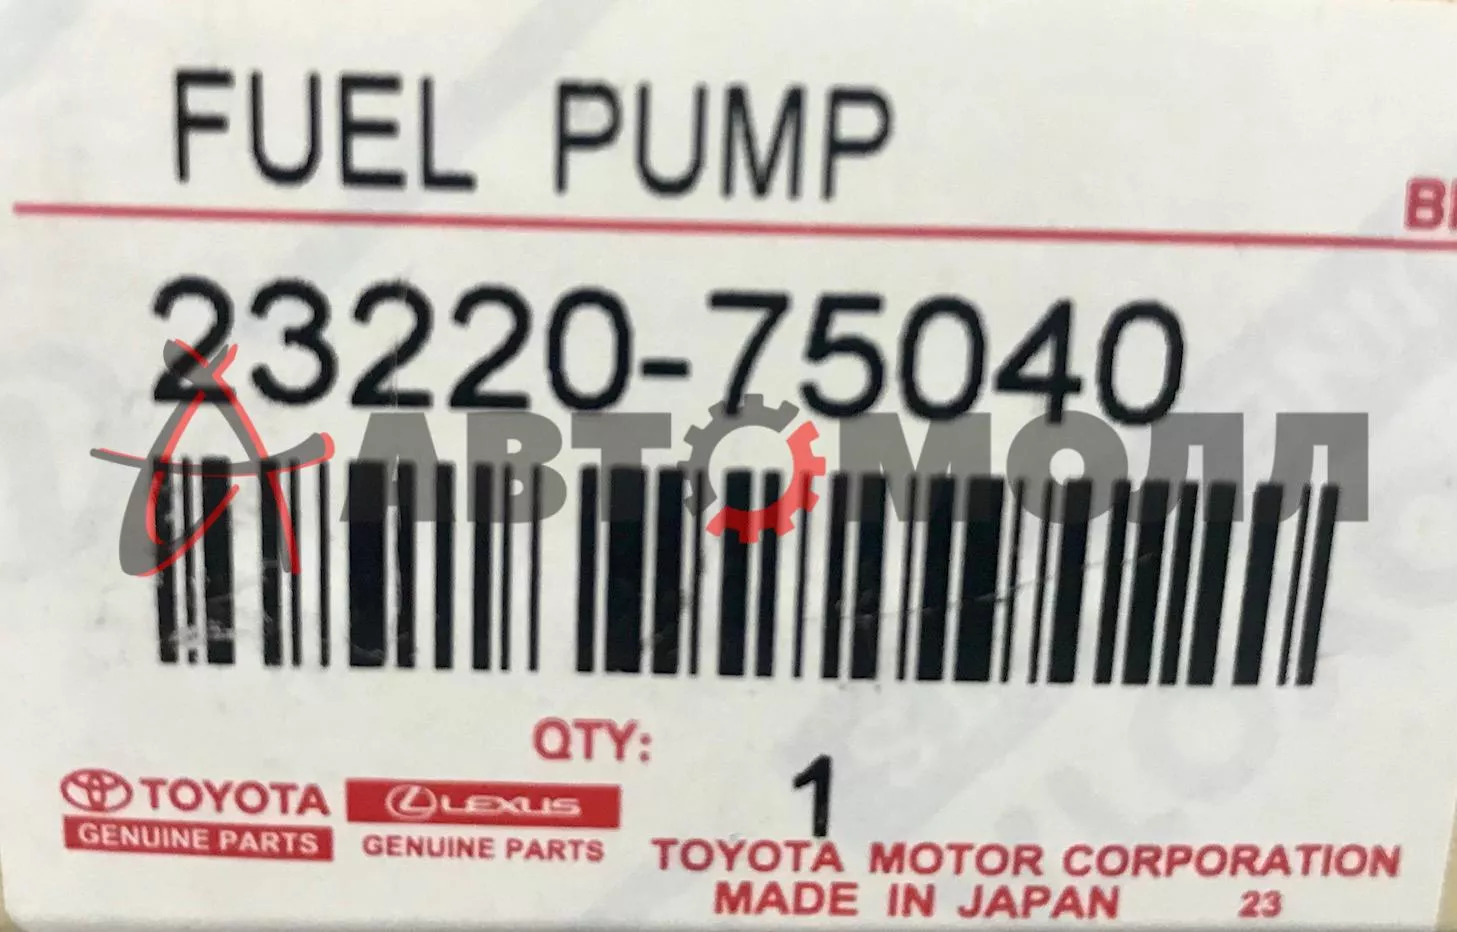 FUEL PUMP
23220-75040
АВТОМОЛЛ
QTY:
1
TOYOTA
GENUINE PARTS
LEXUS
GENUINE PARTS
TOYOTA MOTOR CORPORATION
MADE IN JAPAN 23